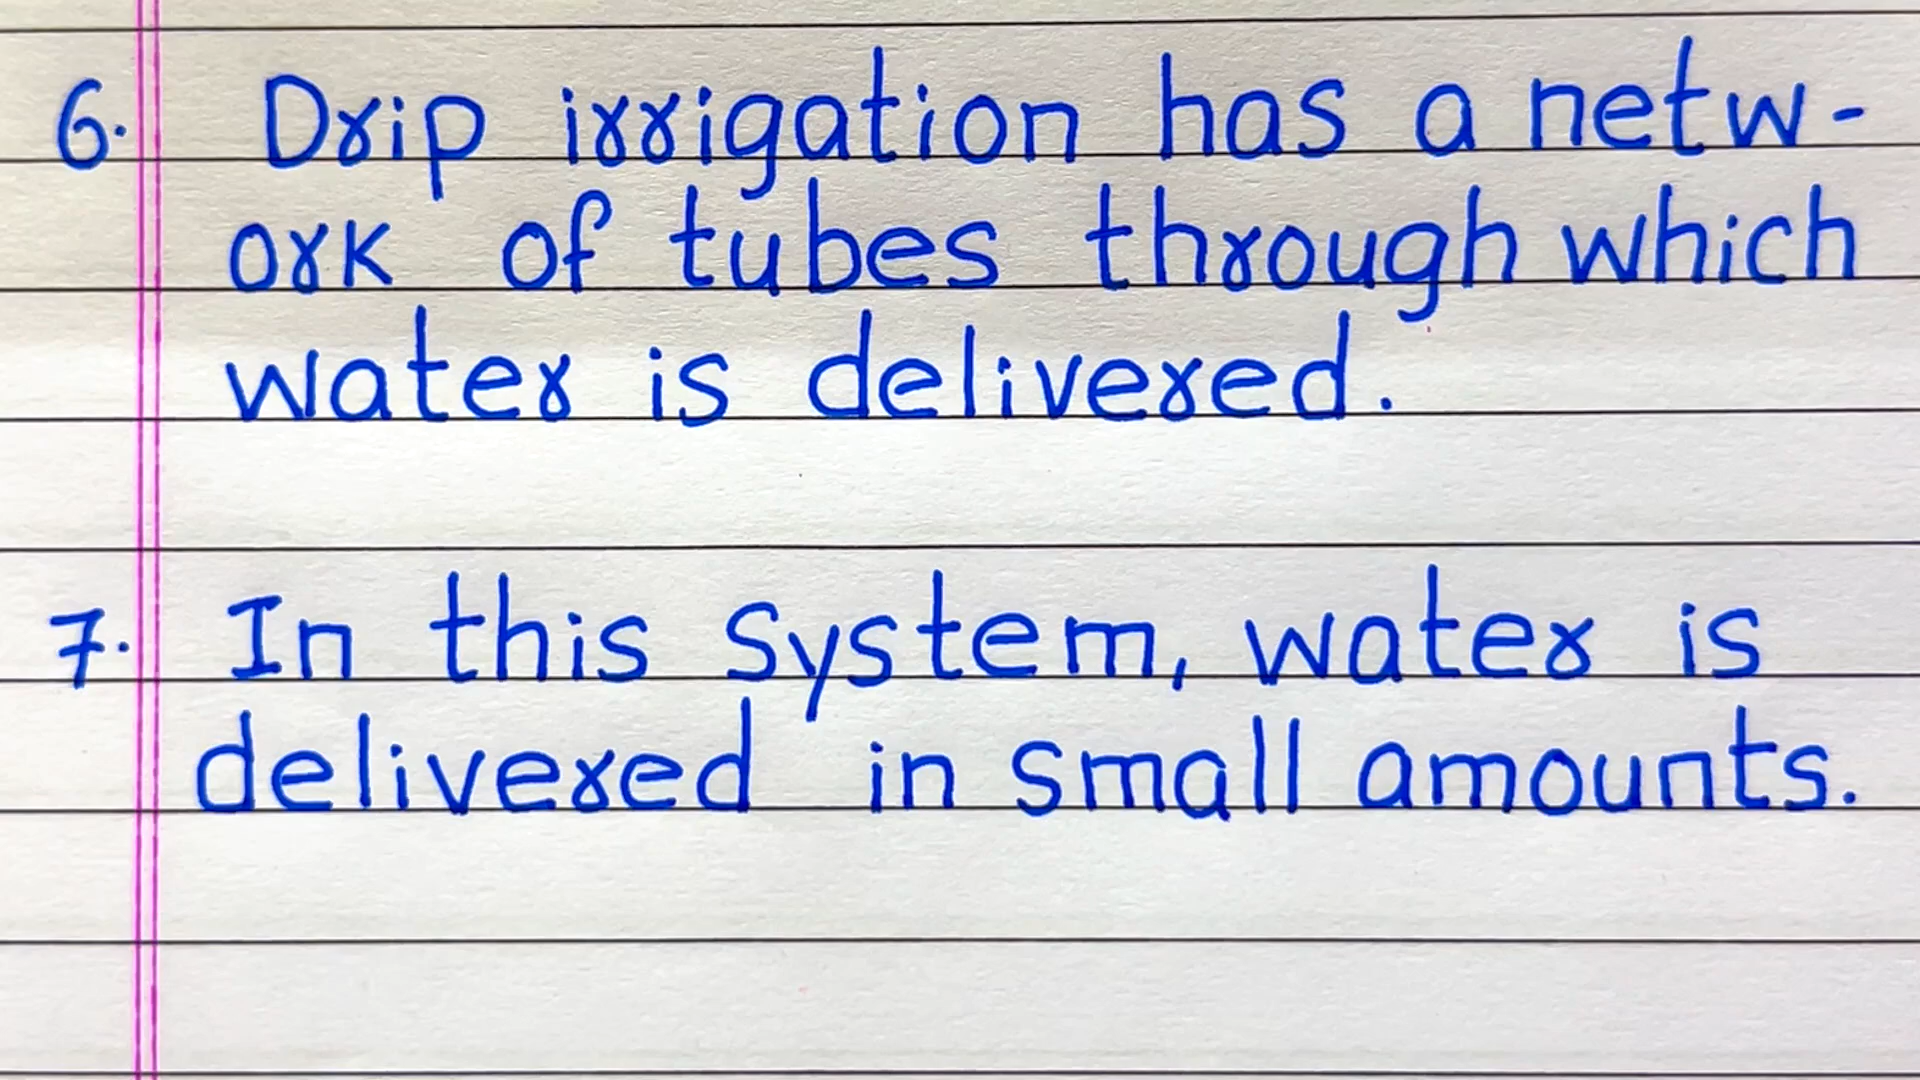 6. Drip irrigation has a netw-
ork of tubes through which
water is delivered.
7. In this system, water is
delivered in small amounts.